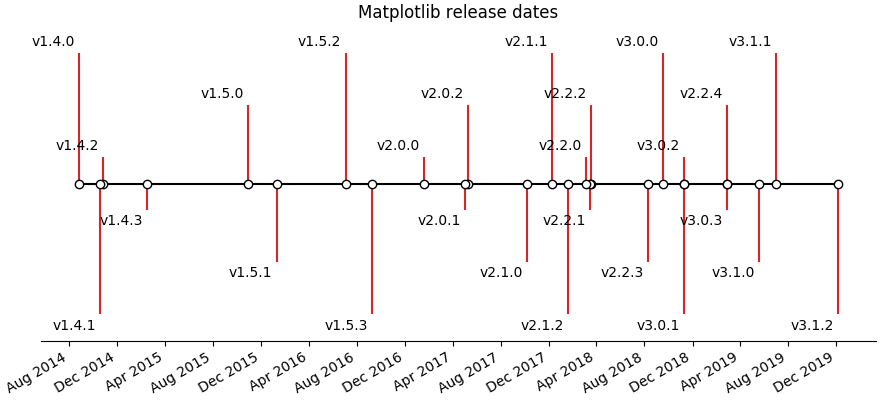 Matplotlib release dates
v1.4.0
v1.5.2
v2.1.1
v3.0.0
v3.1.1
v1.5.0
v2.0.2
v2.2.2
v2.2.4
v1.4.2
v2.0.0
v2.2.0
v3.0.2
v1.4.3
v2.0.1
v2.2.1
v3.0.3
v1.5.1
v2.1.0
v2.2.3
v3.1.0
v1.4.1
v1.5.3
v2.1.2
v3.0.1
v3.1.2
Aug 2014
Dec 2014
Apr 2015
Aug 2015
Dec 2015
Apr 2016
Aug 2016
Dec 2016
Apr 2017
Aug 2017
Dec 2017
Apr 2018
Aug 2018
Dec 2018
Apr 2019
Aug 2019
Dec 2019